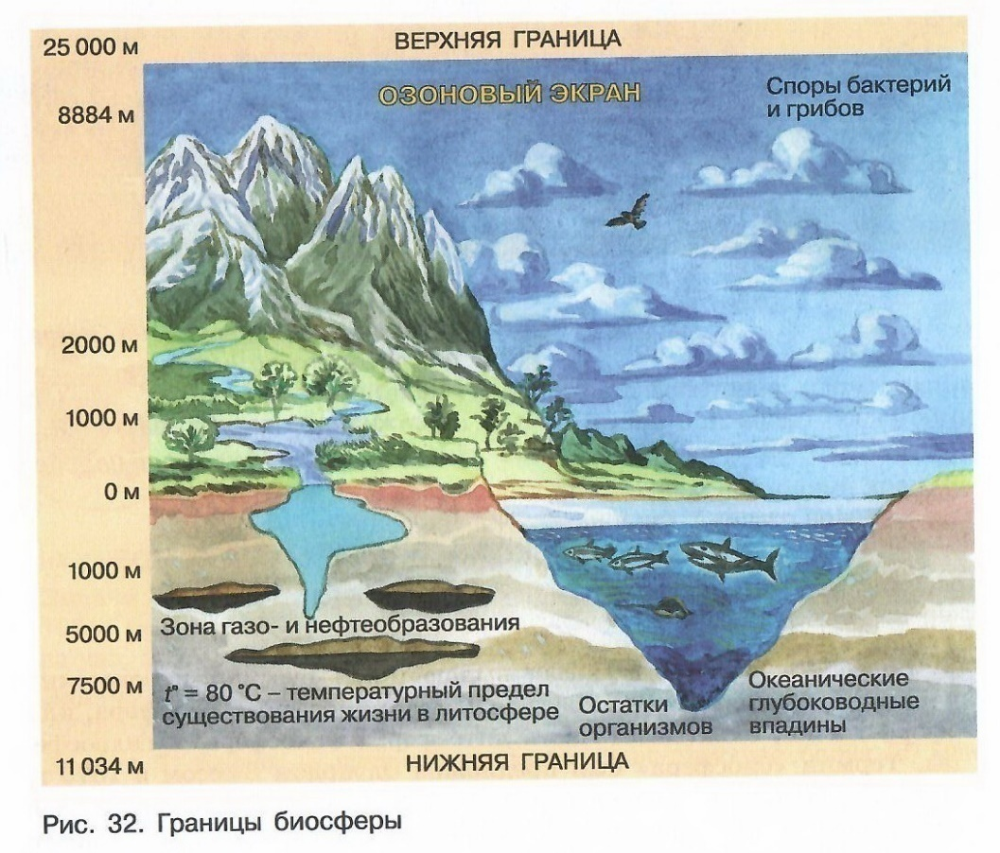 25 000 м
ВЕРХНЯЯ ГРАНИЦА
ОЗОНОВЫЙ ЭКРАН
Споры бактерий
и грибов
8884 м
2000 м
1000 м
0 м
1000 м
Зона газо- и нефтеобразования
5000 м
7500 м
t° = 80 °C – температурный предел
существования жизни в литосфере
Остатки
организмов
Океанические
глубоководные
впадины
11 034 м
НИЖНЯЯ ГРАНИЦА
Рис. 32. Границы биосферы